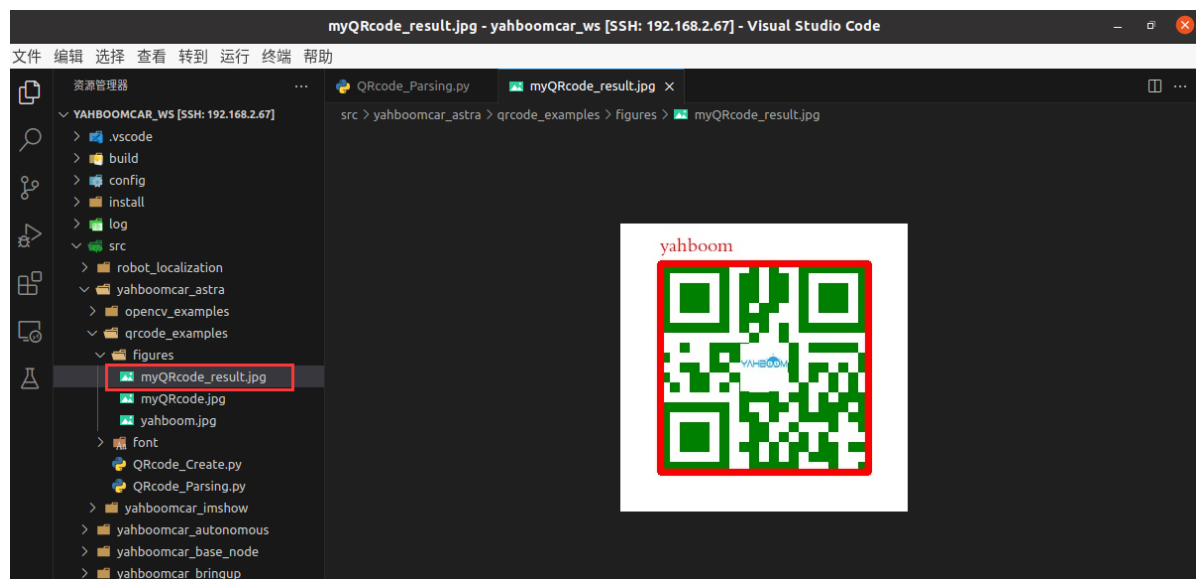 myQRcode_result.jpg - yahboomcar_ws [SSH: 192.168.2.67] - Visual Studio Code
文件 编辑 选择 查看 转到 运行 终端 帮助
资源管理器
YAHBOOMCAR_WS [SSH: 192.168.2.67]
.vscode
build
config
install
log
src
robot_localization
yahboomcar_astra
opencv_examples
qrcode_examples
figures
myQRcode_result.jpg
myQRcode.jpg
yahboom.jpg
font
QRcode_Create.py
QRcode_Parsing.py
yahboomcar_imshow
yahboomcar_autonomous
yahboomcar_base_node
yahboomcar_bringup
QRcode_Parsing.py myQRcode_result.jpg
src > yahboomcar_astra > qrcode_examples > figures > myQRcode_result.jpg
yahboom
YAHBOOM